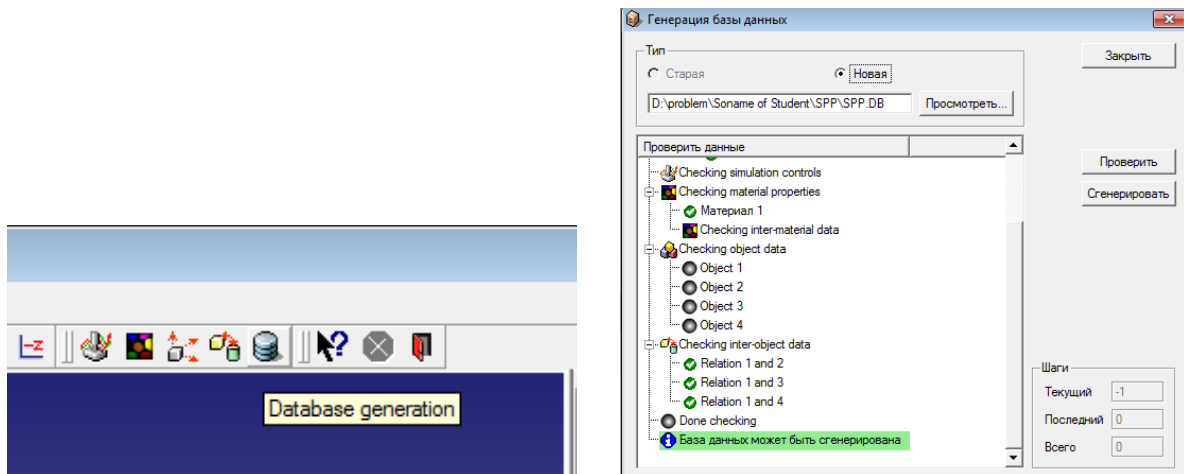 -z
Database generation
Генерация базы данных
Тип
Старая
Новая
D:\problem\Soname of Student\SPP\SPP.DB
Просмотреть...
Закрыть
Проверить данные
Checking simulation controls
Checking material properties
Материал 1
Checking inter-material data
Checking object data
Object 1
Object 2
Object 3
Object 4
Checking inter-object data
Relation 1 and 2
Relation 1 and 3
Relation 1 and 4
Done checking
База данных может быть сгенерирована
Проверить
Сгенерировать
Шаги
Текущий -1
Последний 0
Всего 0